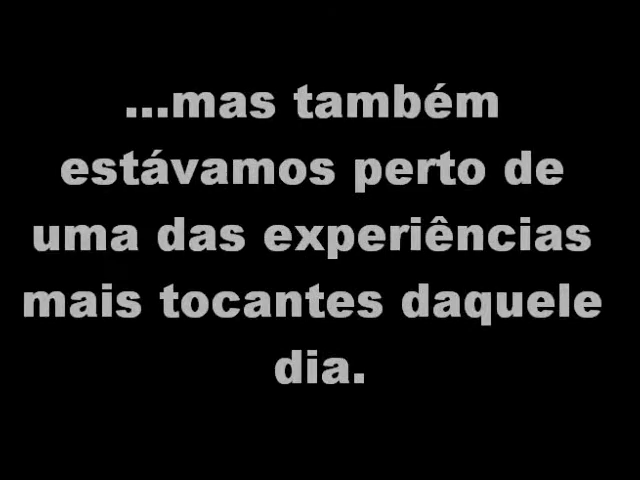 ...mas também
estávamos perto de
uma das experiências
mais tocantes daquele
dia.